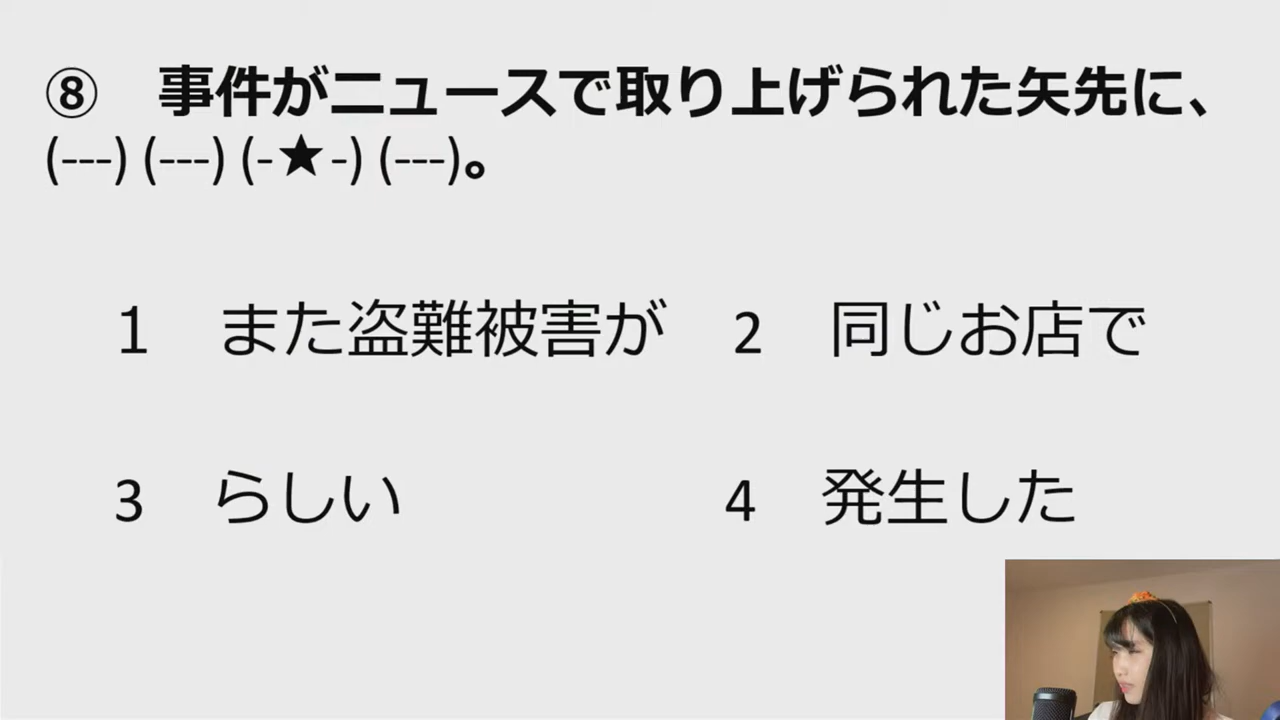 ⑧ 事件がニュースで取り上げられた矢先に、
(---) (---) (-★-) (---)。
1 また盗難被害が 2 同じお店で
3 らしい 4 発生した